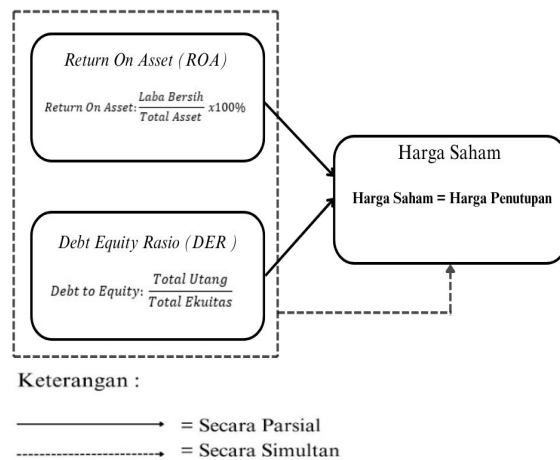 Return On Asset (ROA)
Return On Asset: Laba Bersih / Total Asset x100%
Harga Saham
Harga Saham = Harga Penutupan
Debt Equity Rasio (DER )
Debt to Equity: Total Utang / Total Ekuitas
Keterangan :
= Secara Parsial
= Secara Simultan